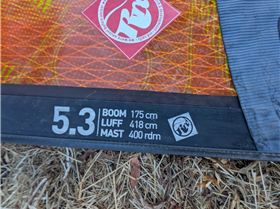 5.3
BOOM 175 cm
LUFF 418 cm
MAST 400 rdm